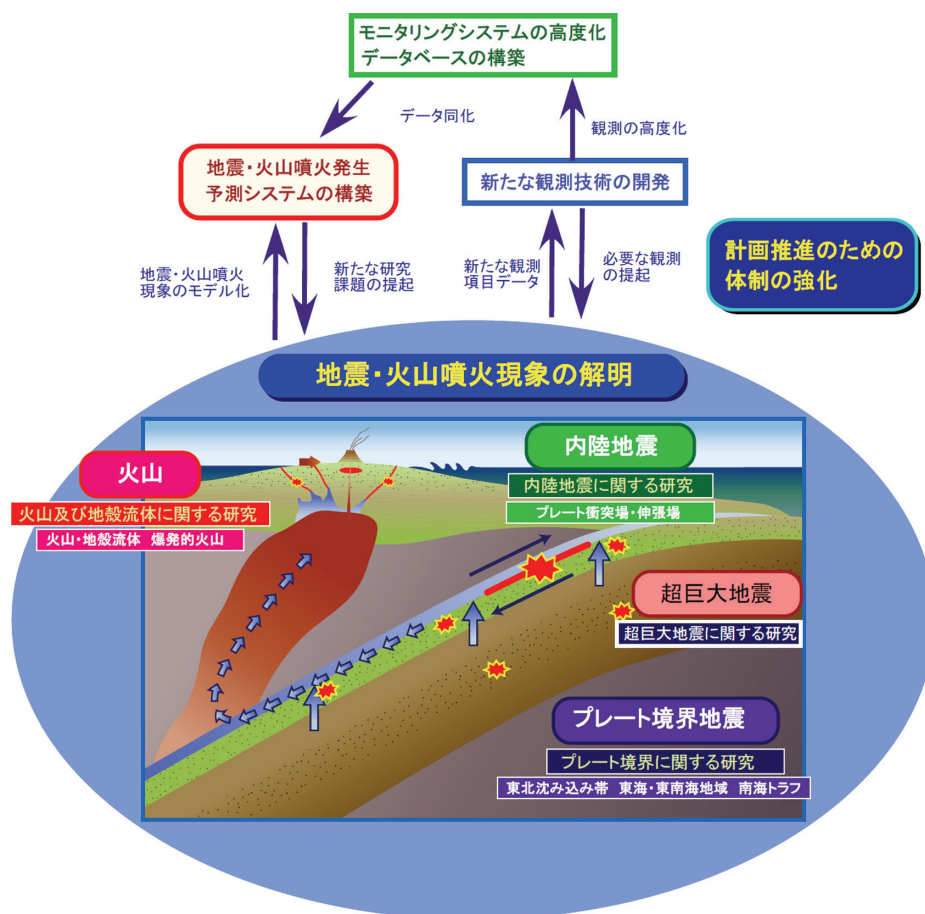 モニタリングシステムの高度化
データベースの構築
データ同化
観測の高度化
地震・火山噴火発生
予測システムの構築
新たな観測技術の開発
計画推進のための
体制の強化
地震・火山噴火
現象のモデル化
新たな研究
課題の提起
新たな観測
項目データ
必要な観測
の提起
地震・火山噴火現象の解明
火山
火山及び地殻流体に関する研究
火山・地殻流体 爆発的火山
内陸地震
内陸地震に関する研究
プレート衝突場・伸張場
超巨大地震
超巨大地震に関する研究
プレート境界地震
プレート境界に関する研究
東北沈み込み帯 東海・東南海地域 南海トラフ